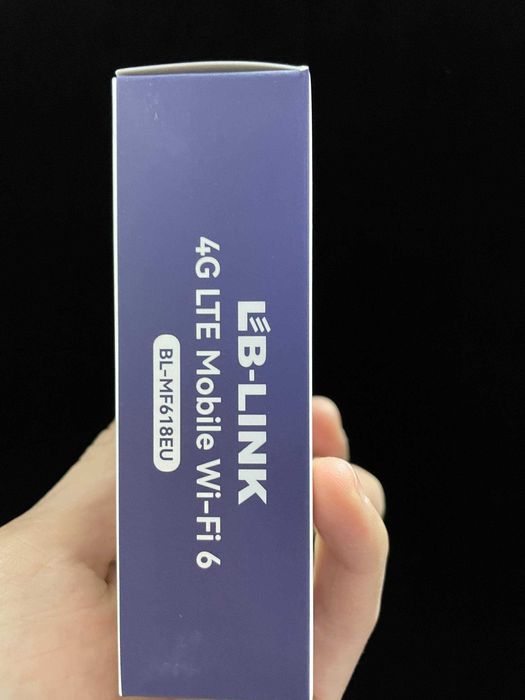 LB-LINK
4G LTE Mobile Wi-Fi 6
BL-MF618EU